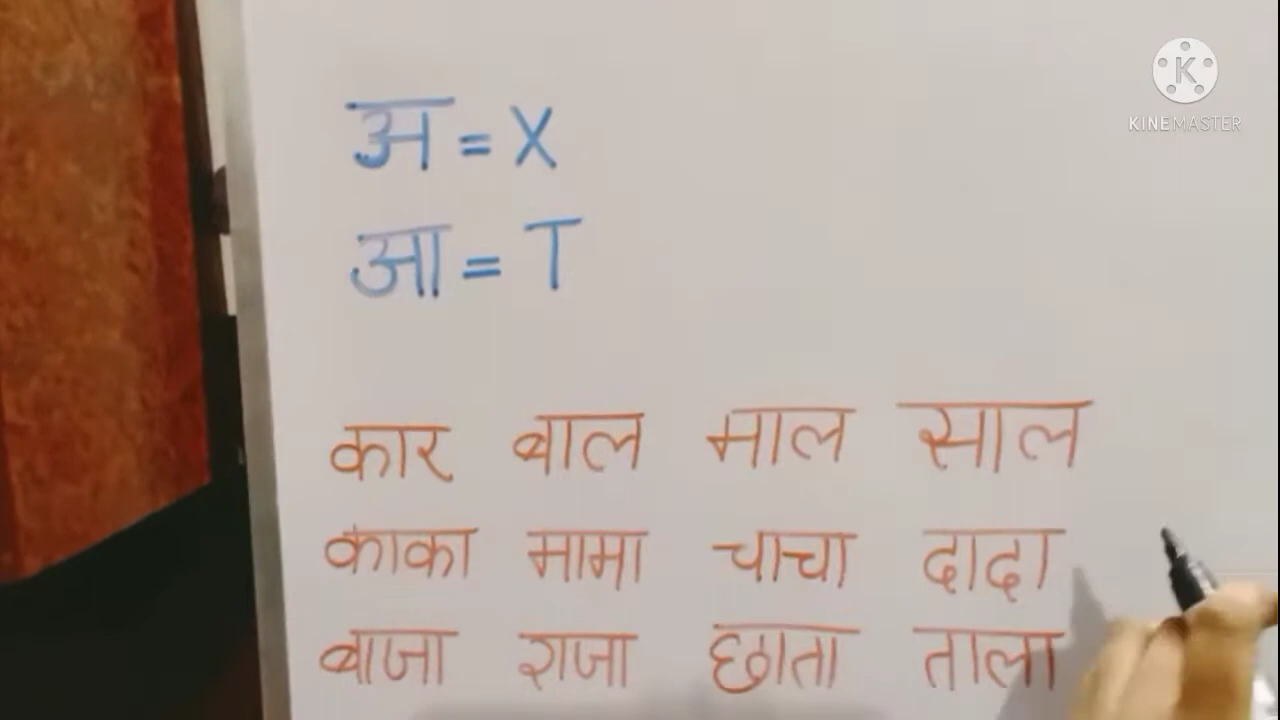 अ = X
आ = T
कार बाल माल साल
काका मामा चाचा दादा
बाजा राजा छाता ताला
K
KINEMASTER